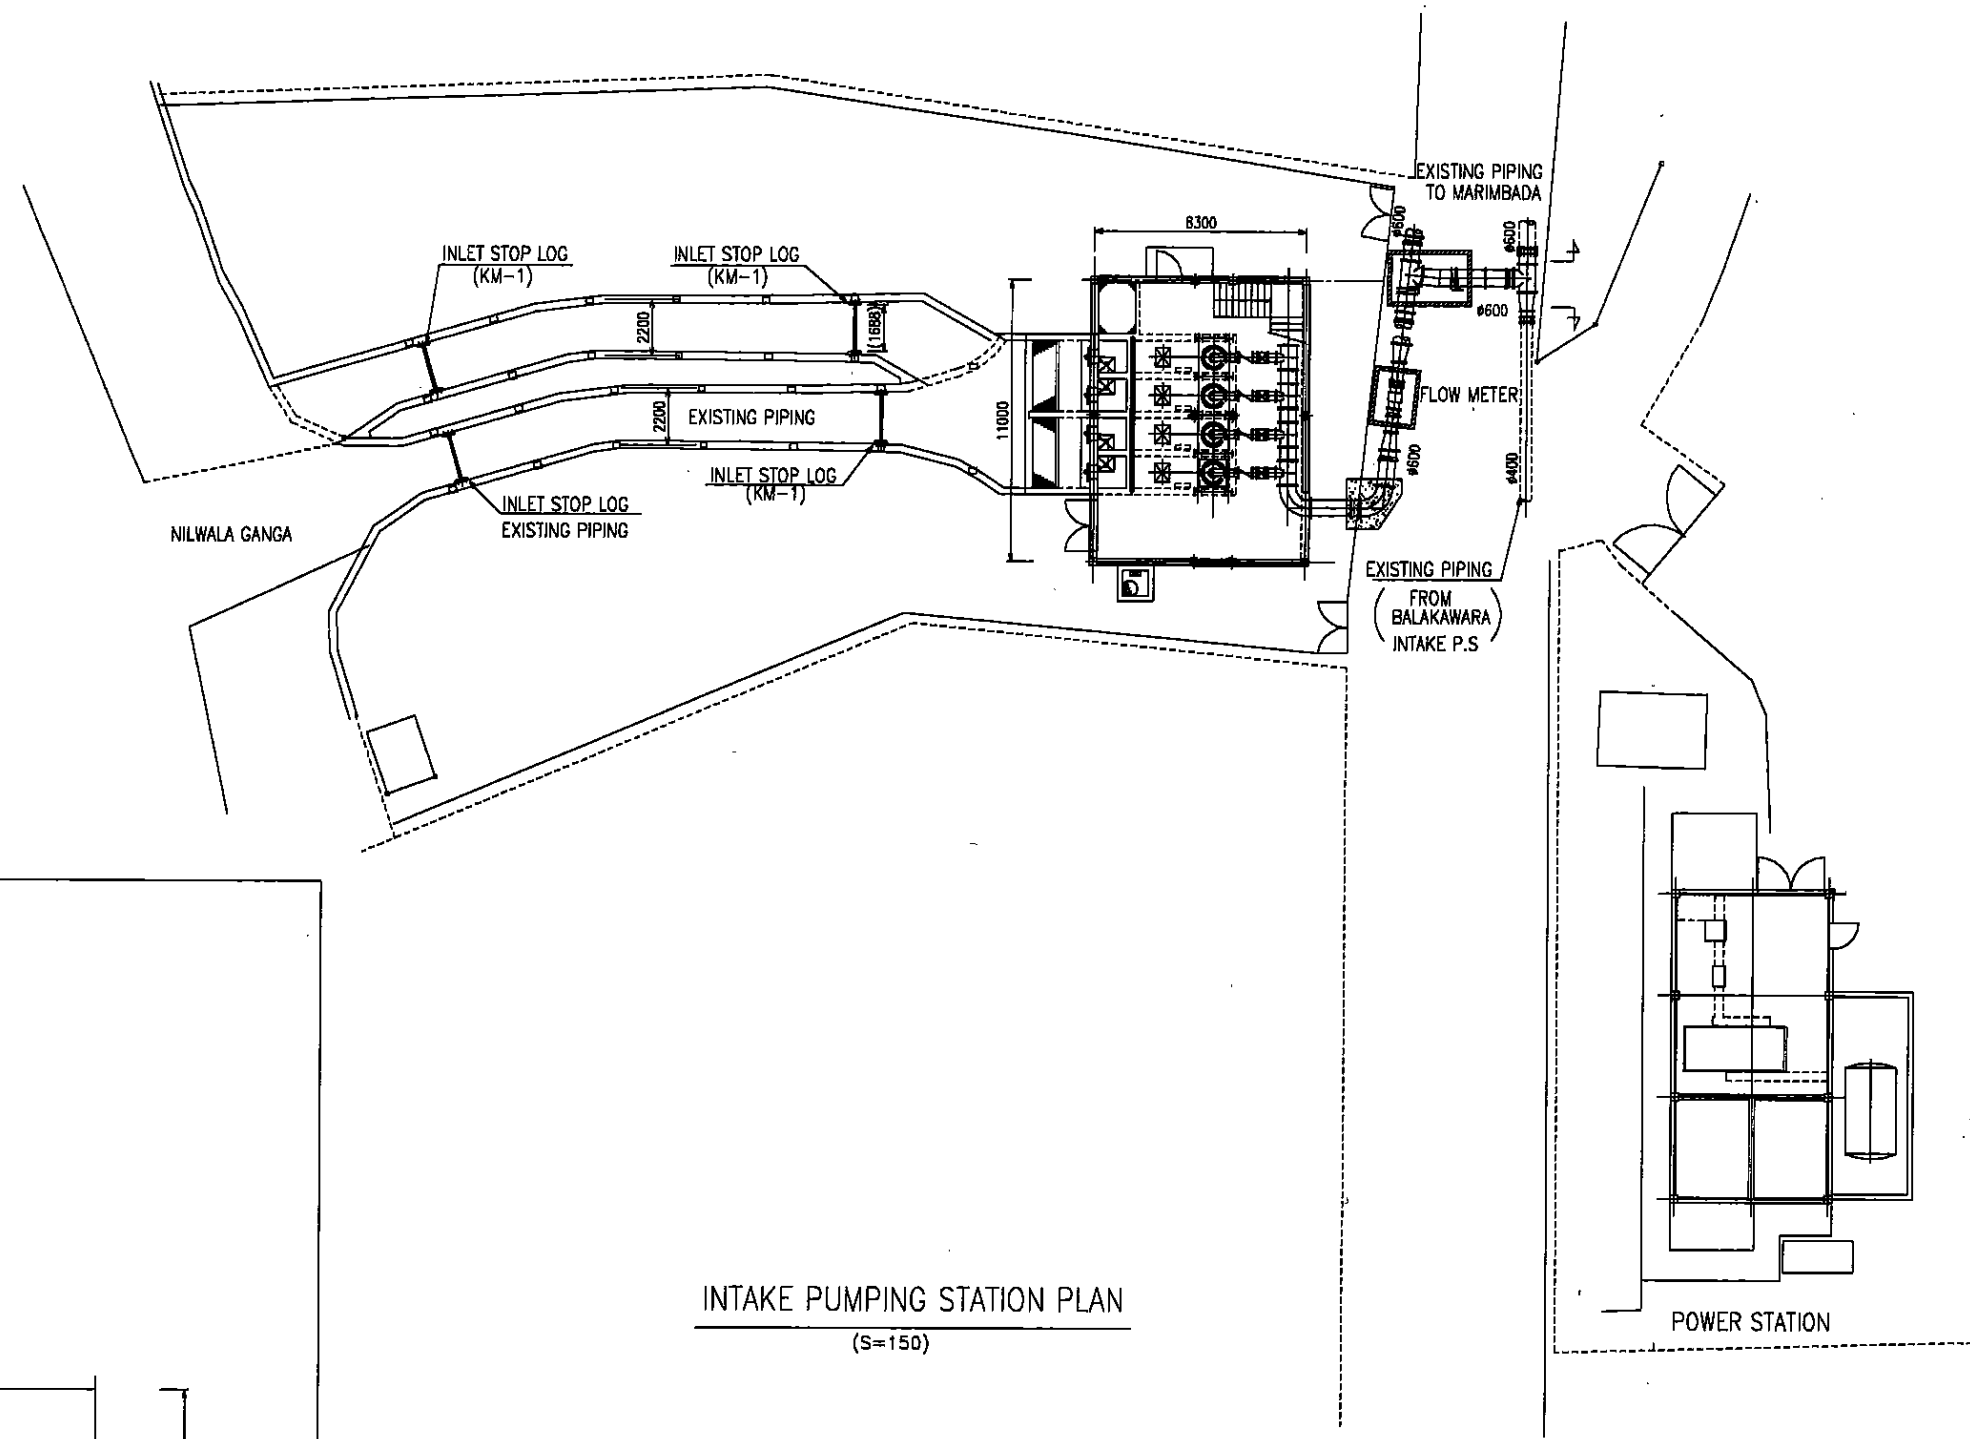 EXISTING PIPING
TO MARIMBADA
ø600
ø600
8300
INLET STOP LOG
(KM-1)
INLET STOP LOG
(KM-1)
2200
(1688)
ø600
11000
FLOW METER
2200
EXISTING PIPING
INLET STOP LOG
(KM-1)
ø600
ø400
INLET STOP LOG
EXISTING PIPING
NILWALA GANGA
EXISTING PIPING
(FROM
BALAKAWARA
INTAKE P.S)
INTAKE PUMPING STATION PLAN
(S=150)
POWER STATION